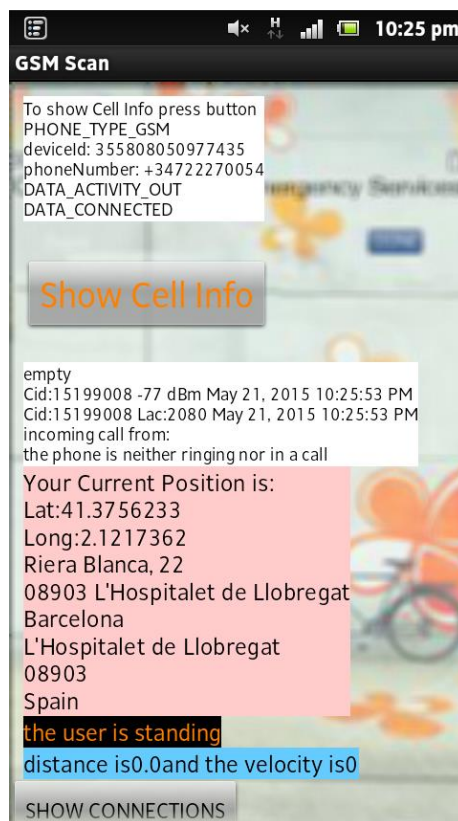 H
10:25 pm
GSM Scan
To show Cell Info press button
PHONE_TYPE_GSM
deviceId: 355808050977435
phoneNumber: +34722270054
DATA_ACTIVITY_OUT
DATA_CONNECTED
Emergency Services
Show Cell Info
empty
Cid:15199008 -77 dBm May 21, 2015 10:25:53 PM
Cid:15199008 Lac:2080 May 21, 2015 10:25:53 PM
incoming call from:
the phone is neither ringing nor in a call
Your Current Position is:
Lat:41.3756233
Long:2.1217362
Riera Blanca, 22
08903 L'Hospitalet de Llobregat
Barcelona
L'Hospitalet de Llobregat
08903
Spain
the user is standing
distance is0.0and the velocity is0
SHOW CONNECTIONS